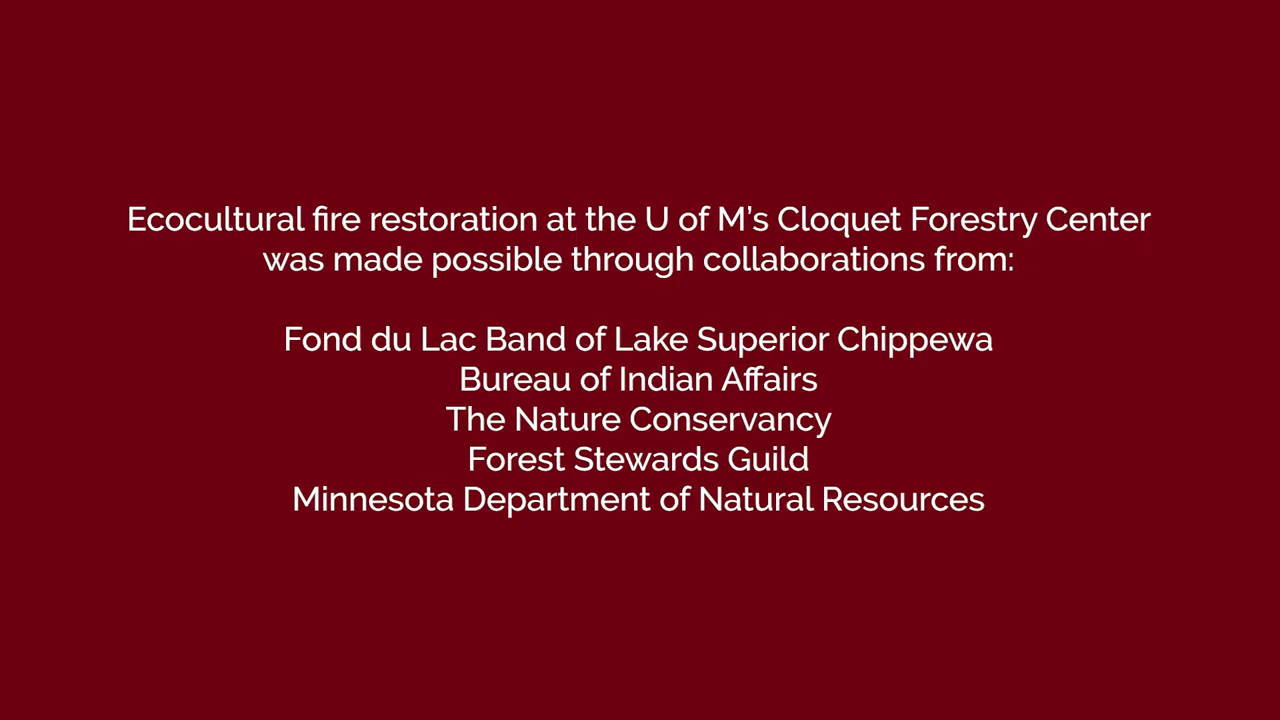 Ecocultural fire restoration at the U of M’s Cloquet Forestry Center
was made possible through collaborations from:
Fond du Lac Band of Lake Superior Chippewa
Bureau of Indian Affairs
The Nature Conservancy
Forest Stewards Guild
Minnesota Department of Natural Resources